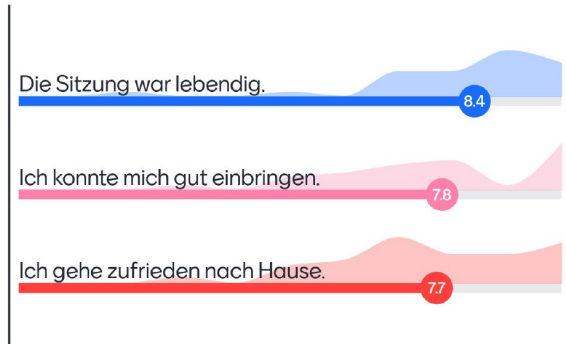 Die Sitzung war lebendig.
8.4
Ich konnte mich gut einbringen.
7.8
Ich gehe zufrieden nach Hause.
7.7